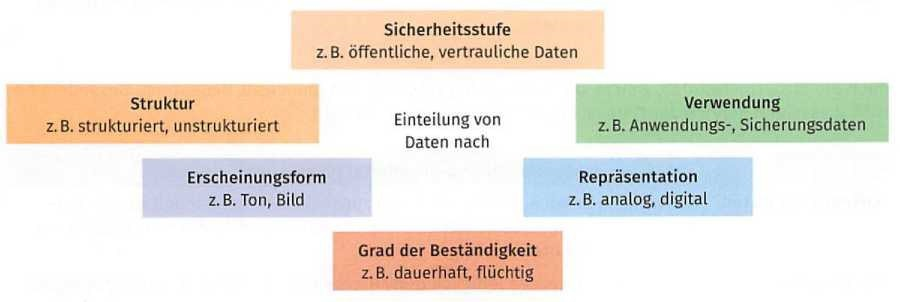 Sicherheitsstufe
z. B. öffentliche, vertrauliche Daten
Struktur
z. B. strukturiert, unstrukturiert
Einteilung von
Daten nach
Verwendung
z. B. Anwendungs-, Sicherungsdaten
Erscheinungsform
z. B. Ton, Bild
Repräsentation
z. B. analog, digital
Grad der Beständigkeit
z. B. dauerhaft, flüchtig